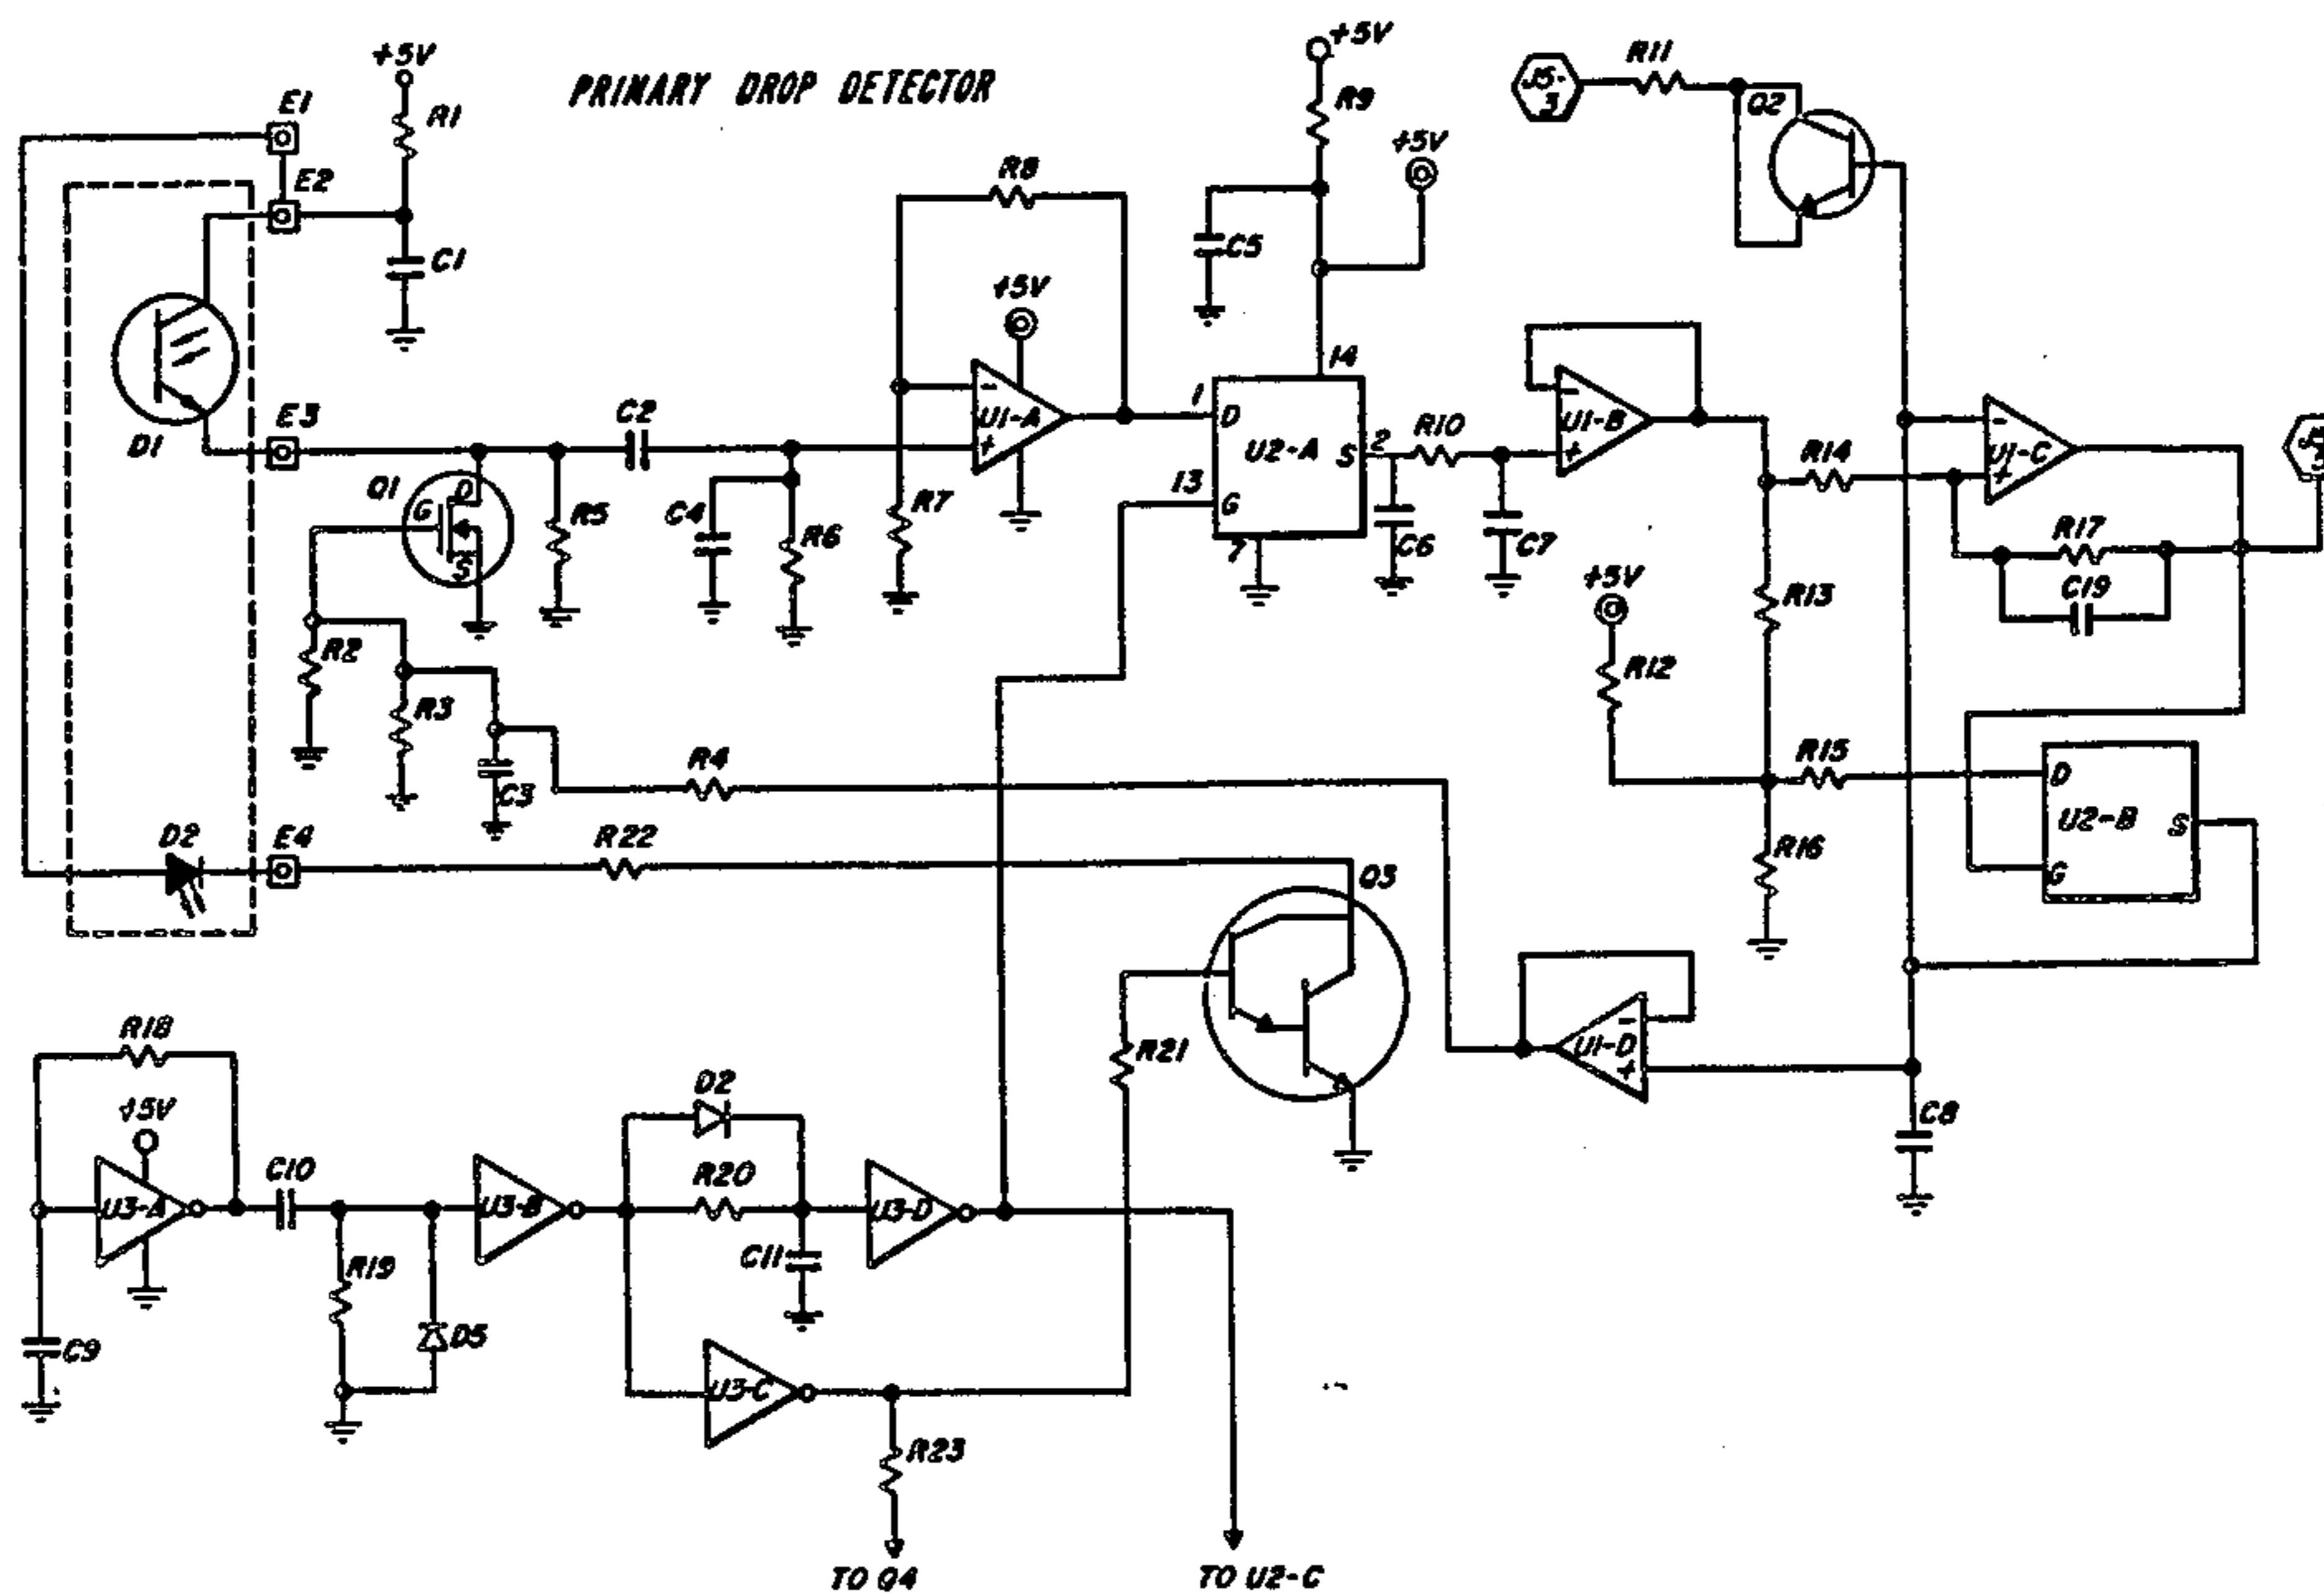 PRIMARY DROP DETECTOR
+5V
R1
E1
E2
C1
D1
E3
Q1
G
D
S
R5
C2
C4
R6
R7
R8
+5V
-
U1-A
+
+5V
R9
+5V
C5
14
1
D
U2-A
S
2
13
G
7
R10
C6
C7
-
U1-B
+
J5-
3
R11
Q2
R14
-
U1-C
+
R17
C19
R13
+5V
R12
R15
R16
D
U2-B
S
G
R2
R3
C3
R4
D2
E4
R22
Q3
R21
-
U1-D
+
C8
R18
+5V
U3-A
C9
C10
R19
D5
U3-B
D2
R20
C11
U3-D
U3-C
R23
TO Q4
TO U2-C